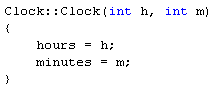 Clock::Clock(int h, int m)
{
    hours = h;
    minutes = m;
}